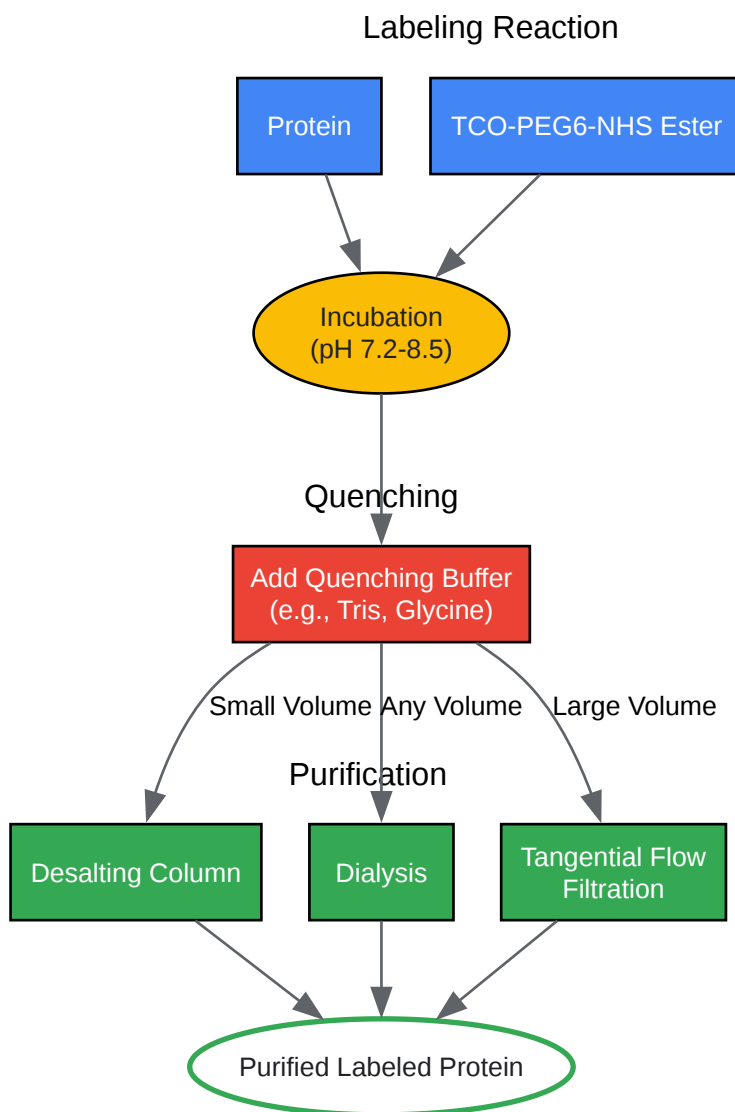 Labeling Reaction
Protein
TCO-PEG6-NHS Ester
Incubation
(pH 7.2-8.5)
Quenching
Add Quenching Buffer
(e.g., Tris, Glycine)
Small Volume
Any Volume
Large Volume
Purification
Desalting Column
Dialysis
Tangential Flow
Filtration
Purified Labeled Protein